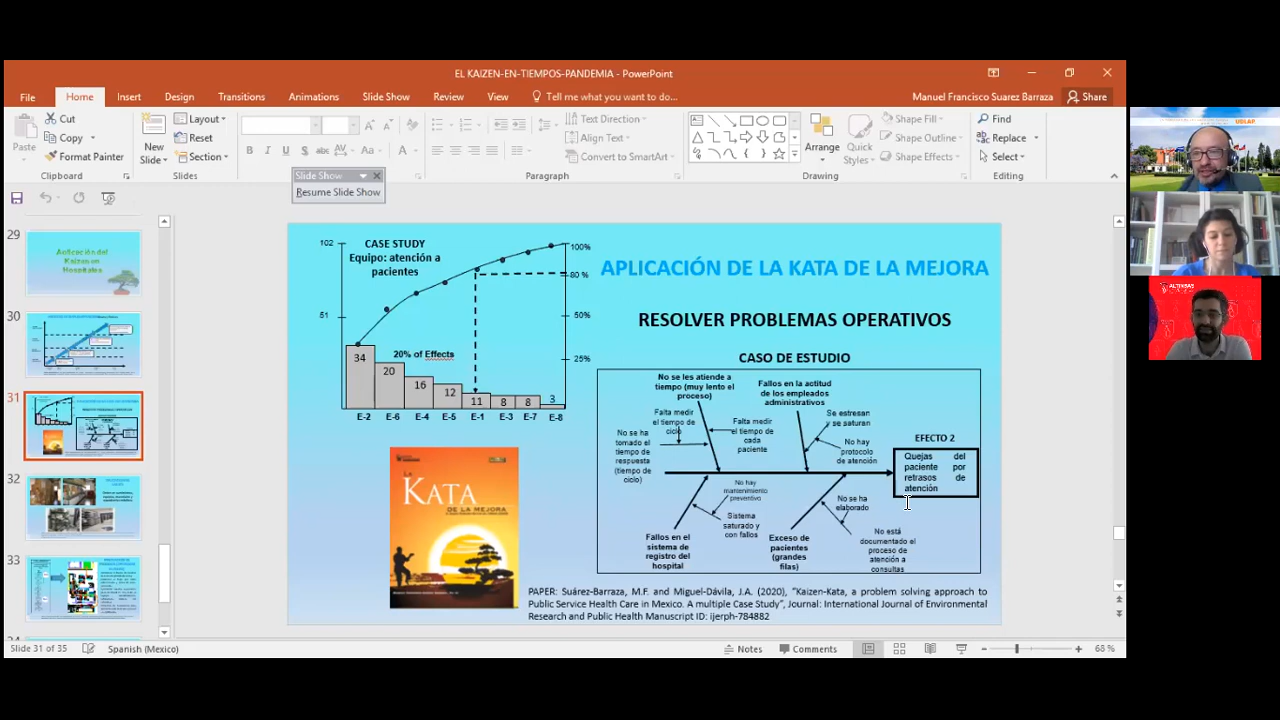 EL KAIZEN-EN-TIEMPOS-PANDEMIA - PowerPoint
File Home Insert Design Transitions Animations Slide Show Review View Tell me what you want to do... Manuel Francisco Suarez Barraza Share
Paste
Cut
Copy
Format Painter
Clipboard
New
Slide
Layout
Reset
Section
Slides
B I U S abc AV Aa A
Text Direction
Align Text
Convert to SmartArt
Paragraph
Arrange
Quick
Styles
Shape Fill
Shape Outline
Shape Effects
Drawing
Find
Replace
Select
Editing
Slide Show
Resume Slide Show
29
Aplicación del
Kaizen en
Hospitales
30
31
32
33
CASE STUDY
Equipo: atención a
pacientes
102
51
100%
80 %
50%
25%
20% of Effects
34
20
16
12
11
8
8
3
E-2 E-6 E-4 E-5 E-1 E-3 E-7 E-8
LA
KATA
DE LA MEJORA
APLICACIÓN DE LA KATA DE LA MEJORA
RESOLVER PROBLEMAS OPERATIVOS
CASO DE ESTUDIO
No se les atiende a
tiempo (muy lento el
proceso)
Fallos en la actitud
de los empleados
administrativos
Falta medir
el tiempo de
ciclo
Falta medir
el tiempo de
cada
paciente
Se estresan
y se saturan
No se ha
tomado el
tiempo de
respuesta
(tiempo de
ciclo)
No hay
protocolo
de atención
EFECTO 2
Quejas del
paciente por
retrasos de
atención
No hay
mantenimiento
preventivo
Sistema
saturado y
con fallos
No se ha
elaborado
Fallos en el
sistema de
registro del
hospital
Exceso de
pacientes
(grandes
filas)
No está
documentado el
proceso de
atención a
consultas
PAPER: Suárez-Barraza, M.F. and Miguel-Dávila, J.A. (2020), "Kaizen-Kata, a problem solving approach to
Public Service Health Care in Mexico. A multiple Case Study", Journal: International Journal of Environmental
Research and Public Health Manuscript ID: ijerph-784882
Slide 31 of 35 Spanish (Mexico) Notes Comments 68 %
UDLAP
ALTINSAS